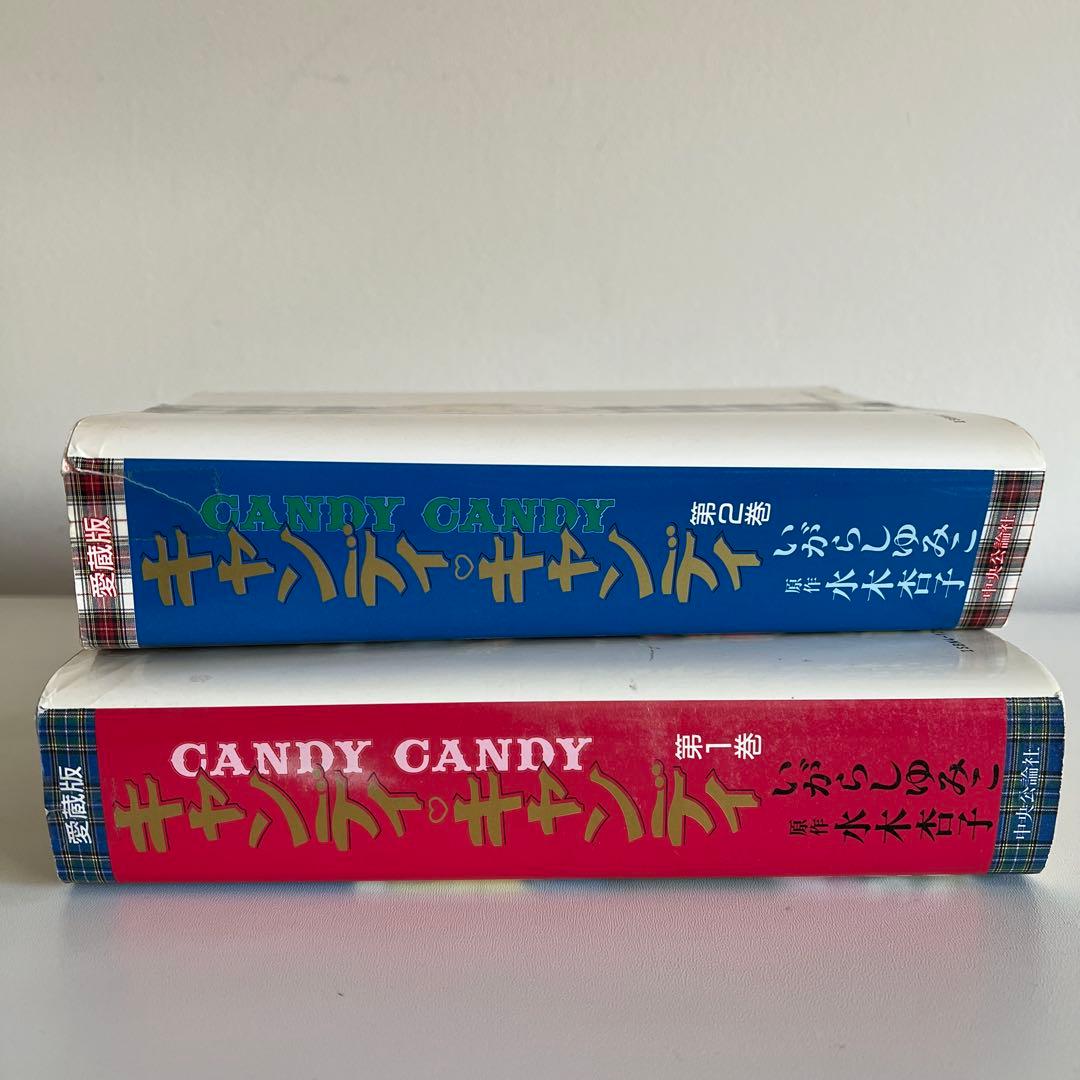 愛蔵版
CANDY CANDY
キャンディ♡キャンディ
第2巻
いがらしゆみこ
原作 水木杏子
中央公論社
愛蔵版
CANDY CANDY
キャンディ♡キャンディ
第1巻
いがらしゆみこ
原作 水木杏子
中央公論社